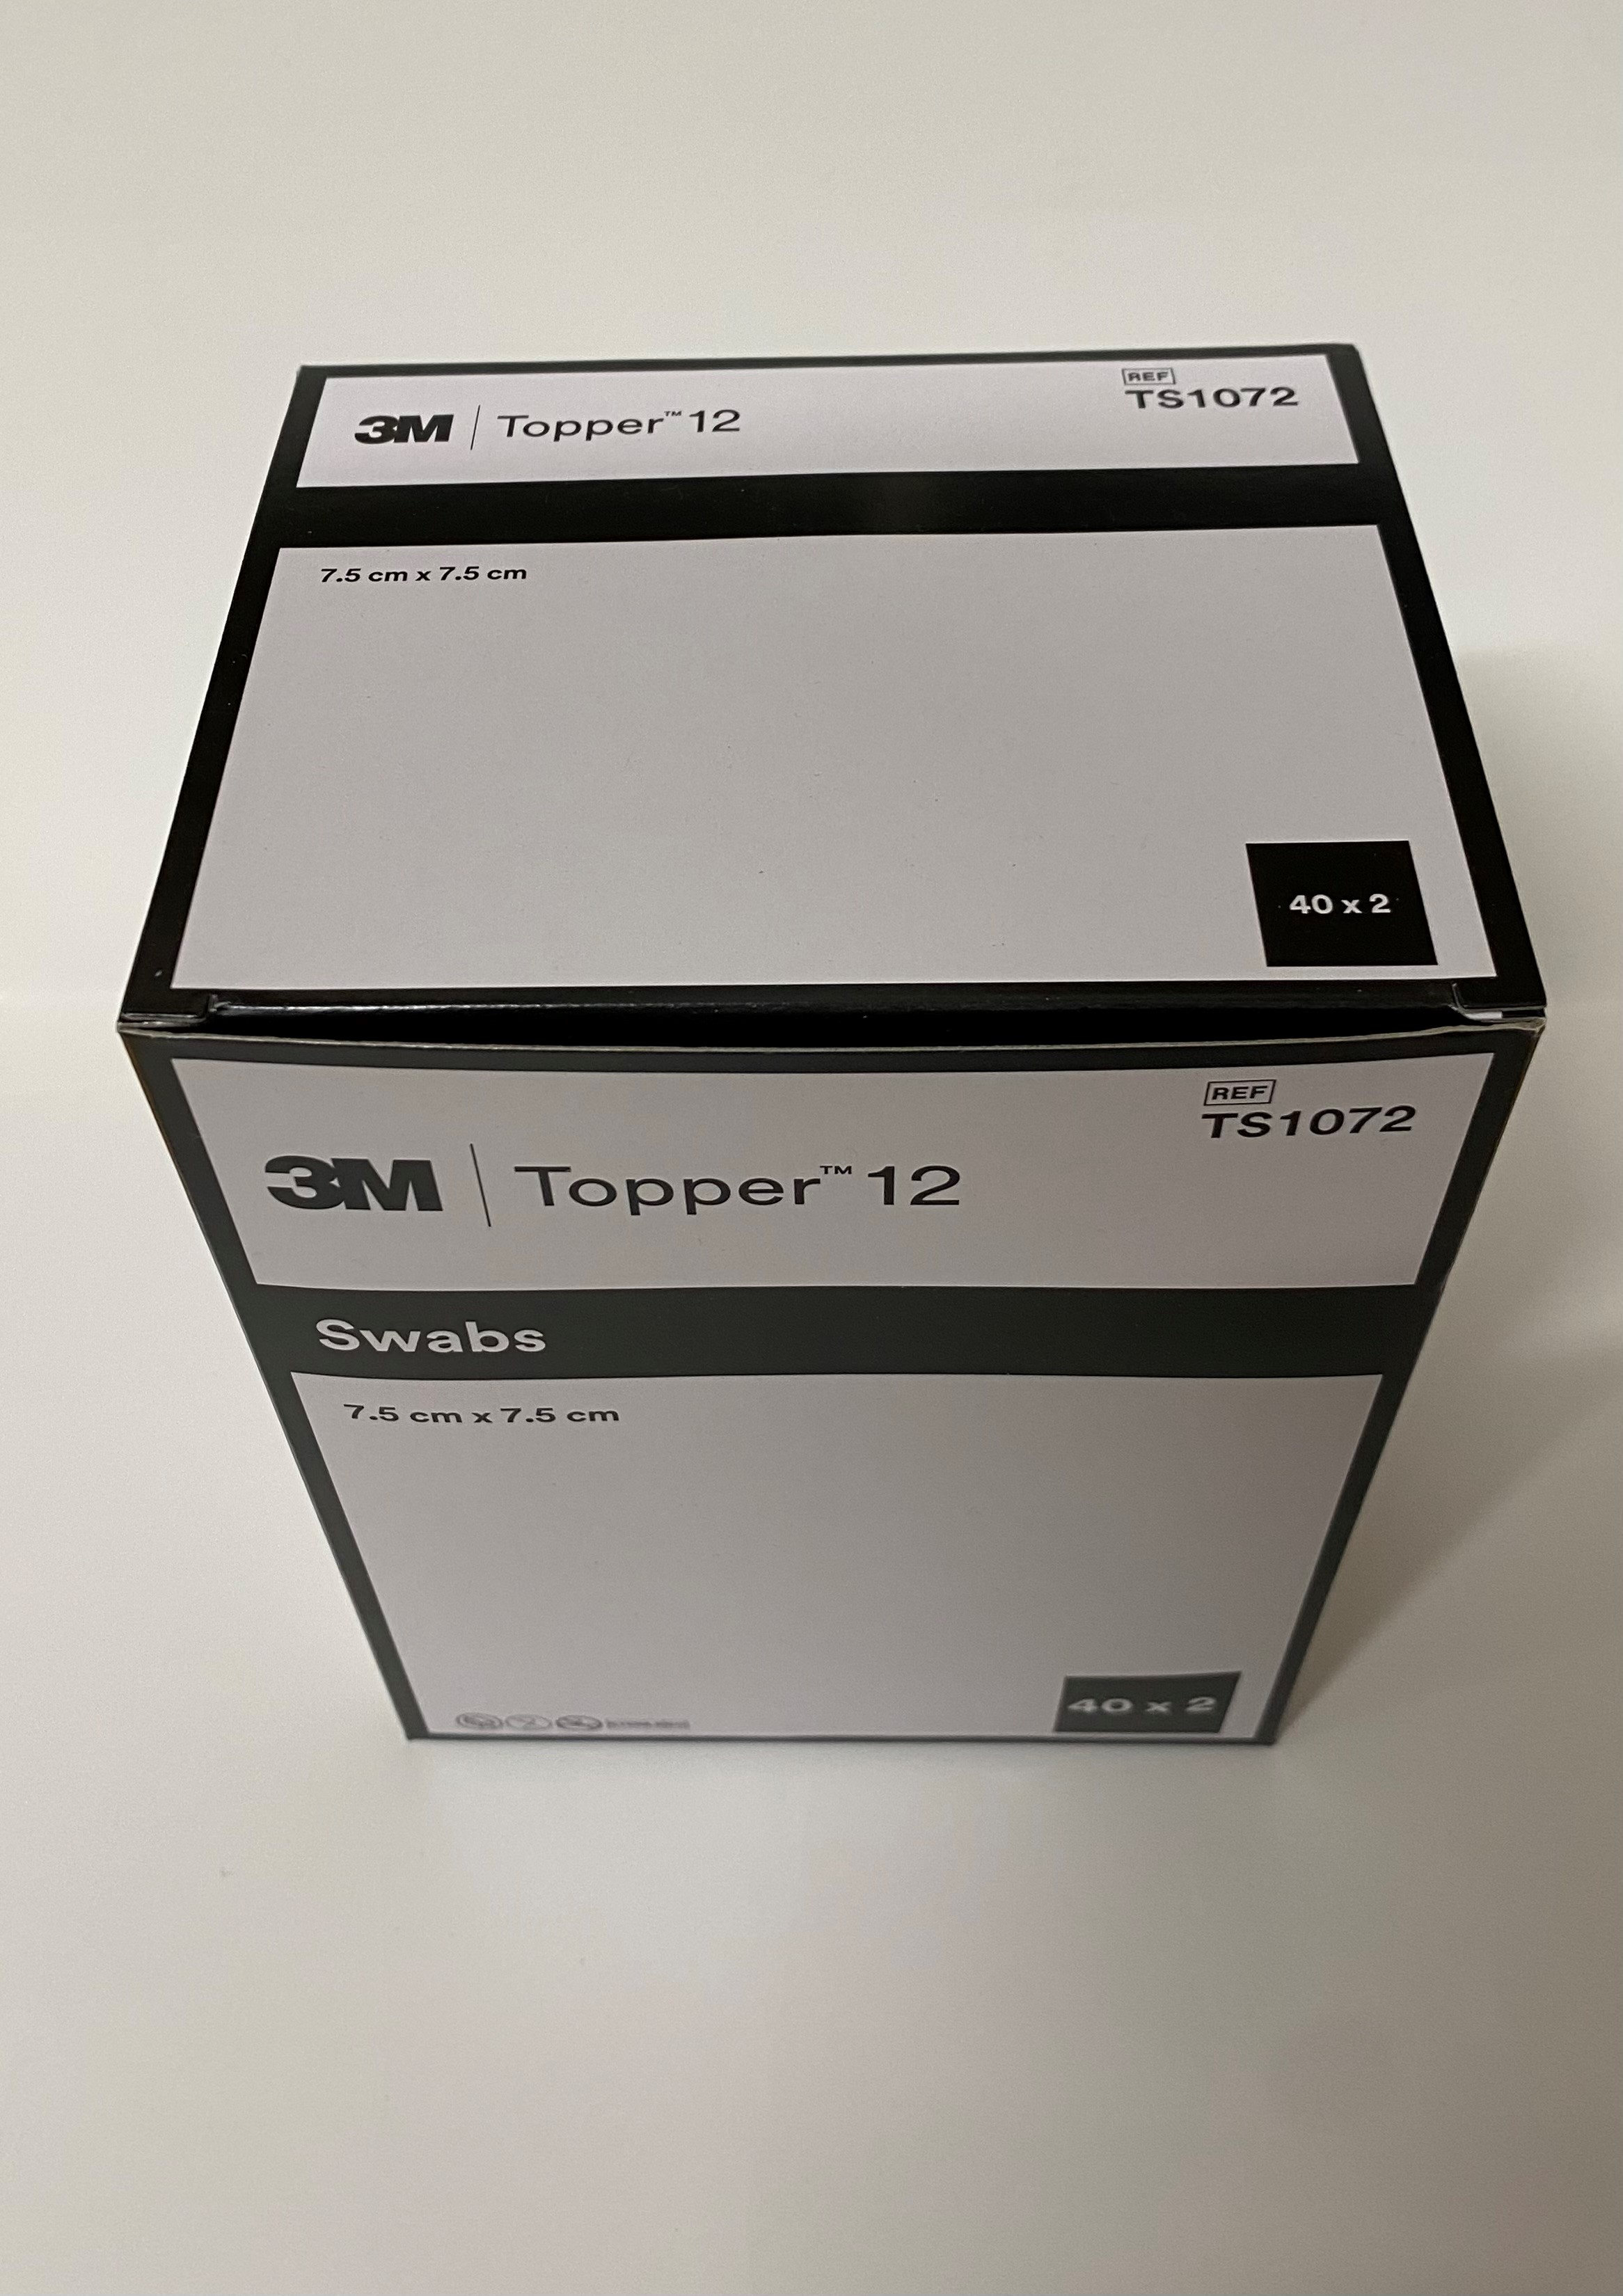 3M | Topper™ 12
REF
TS1072
7.5 cm x 7.5 cm
40 x 2
3M | Topper™ 12
REF
TS1072
Swabs
7.5 cm x 7.5 cm
40 x 2